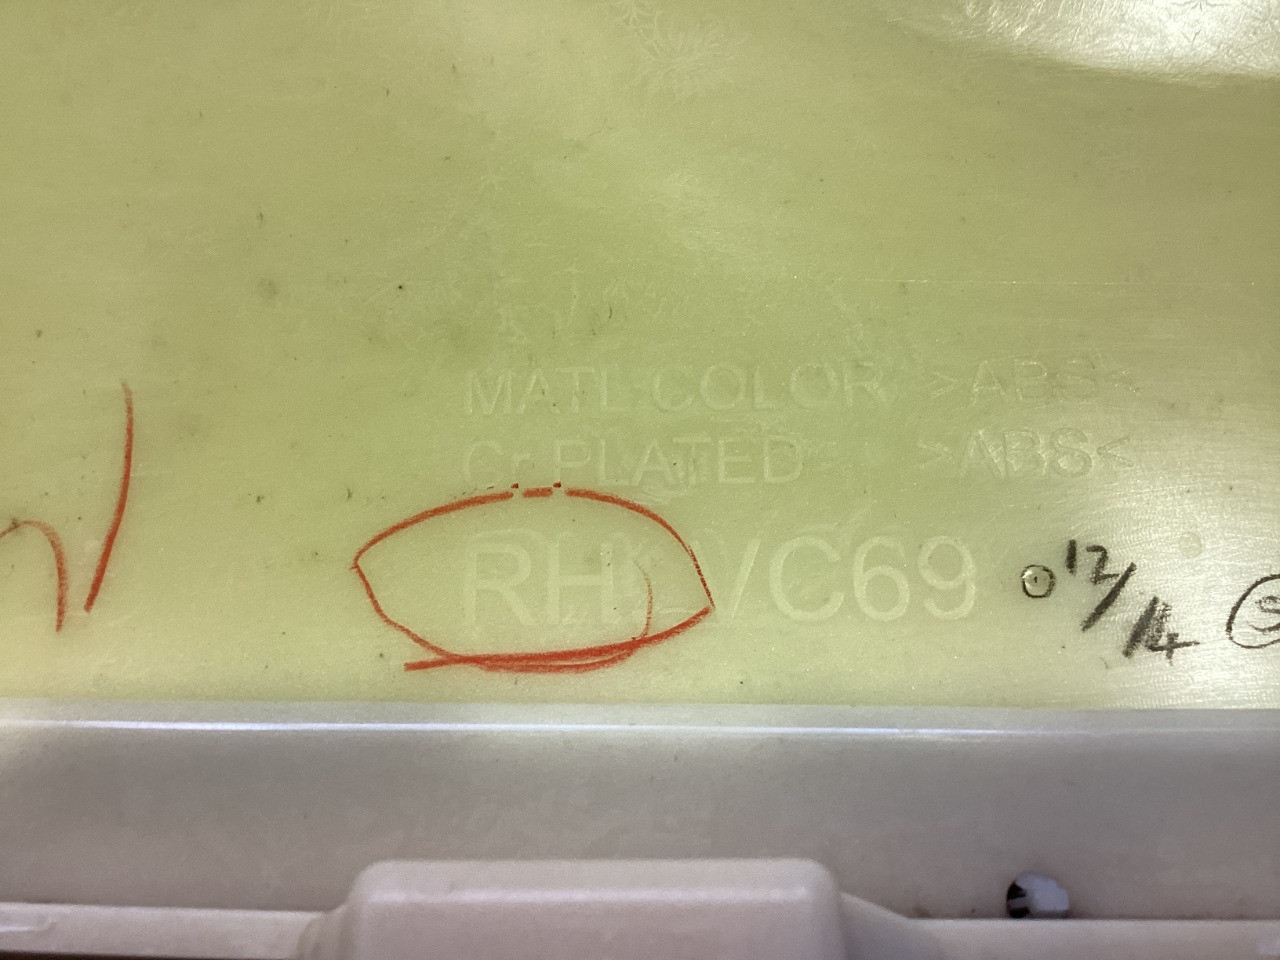 MATL COLOR >ABS<
Cr PLATED >ABS<
RH VC69
12/14